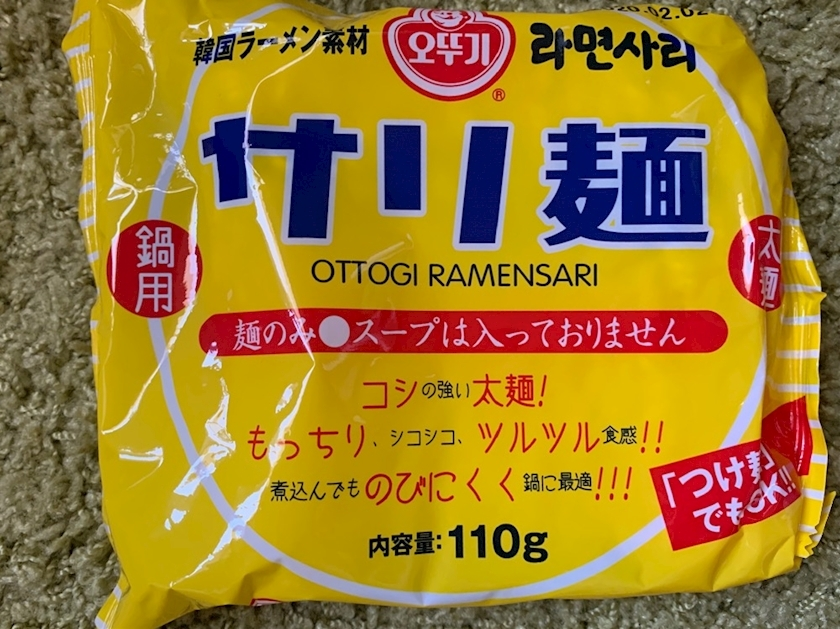 韓国ラーメン素材
오뚜기
®
라면사리
サリ麺
鍋用
太麺
OTTOGI RAMENSARI
麺のみ●スープは入っておりません
コシの強い太麺!
もっちり、シコシコ、ツルツル食感!!
煮込んでものびにくく鍋に最適!!!
「つけ麺」
でもOK!!
内容量:110g